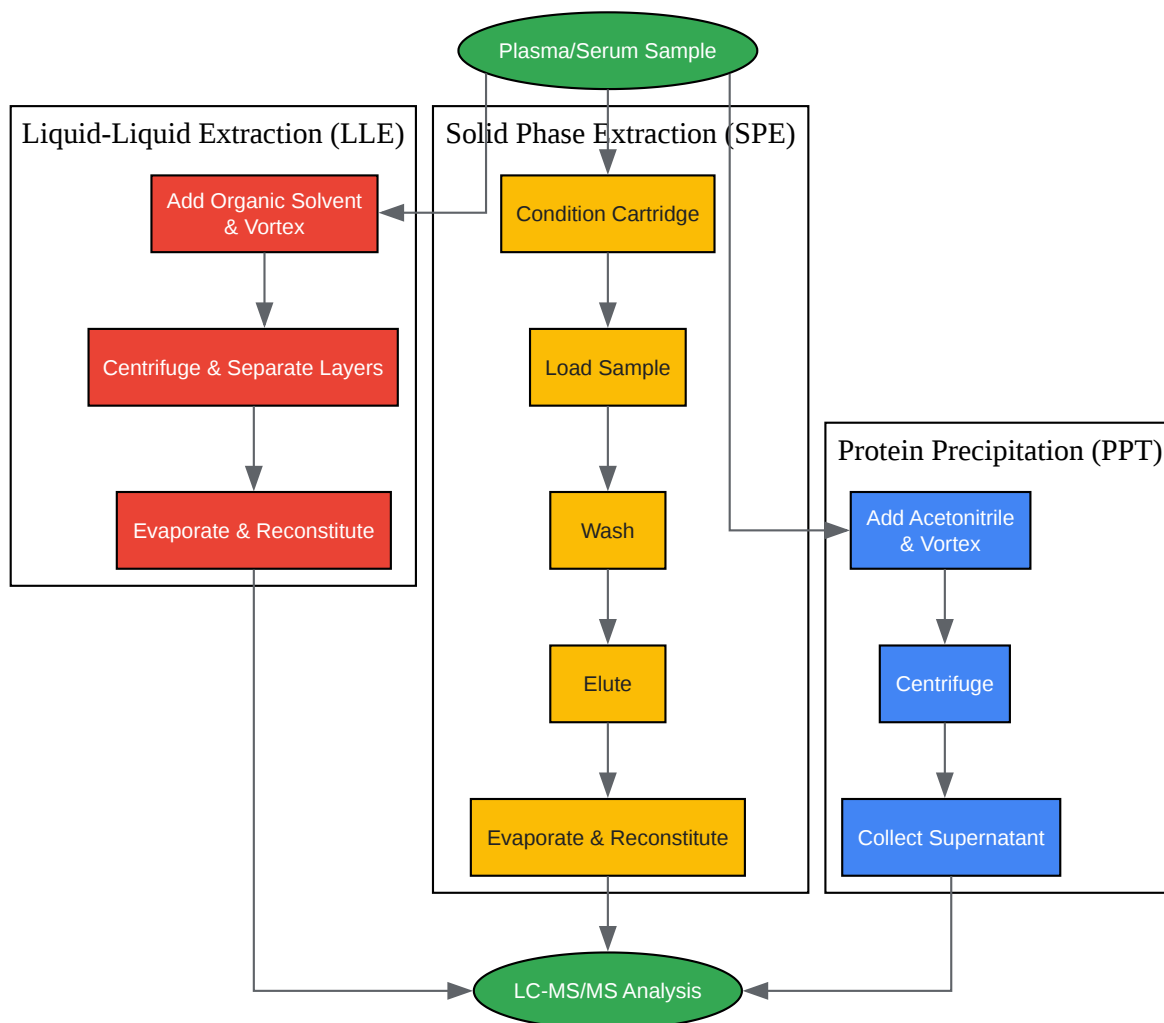 Plasma/Serum Sample
Liquid-Liquid Extraction (LLE)
Add Organic Solvent
& Vortex
Centrifuge & Separate Layers
Evaporate & Reconstitute
Solid Phase Extraction (SPE)
Condition Cartridge
Load Sample
Wash
Elute
Evaporate & Reconstitute
Protein Precipitation (PPT)
Add Acetonitrile
& Vortex
Centrifuge
Collect Supernatant
LC-MS/MS Analysis